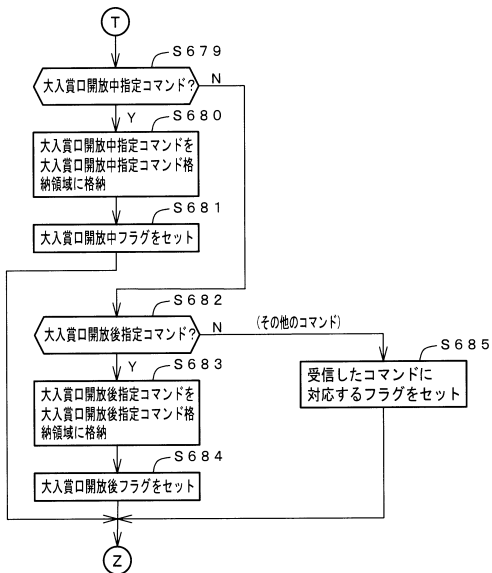 T
S679
大入賞口開放中指定コマンド?
N
Y
S680
大入賞口開放中指定コマンドを
大入賞口開放中指定コマンド格
納領域に格納
S681
大入賞口開放中フラグをセット
S682
大入賞口開放後指定コマンド?
N
(その他のコマンド)
Y
S683
S685
大入賞口開放後指定コマンドを
大入賞口開放後指定コマンド格
納領域に格納
受信したコマンドに
対応するフラグをセット
S684
大入賞口開放後フラグをセット
Z